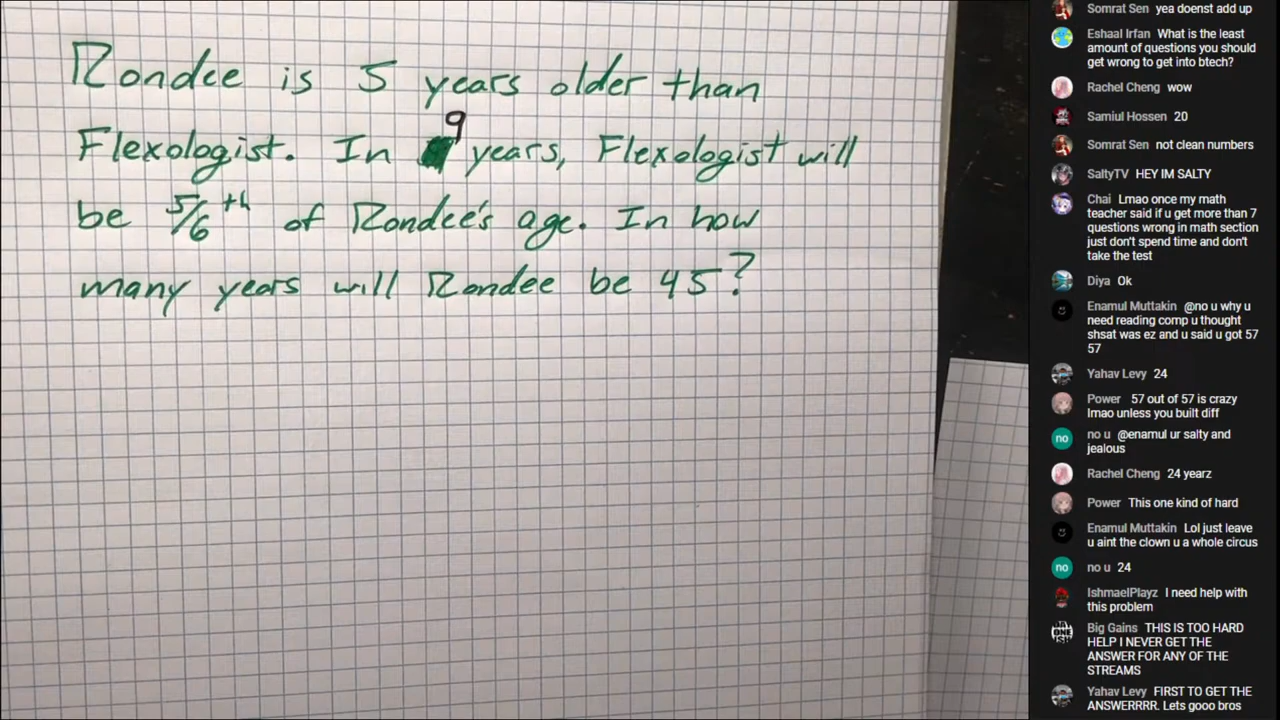 Rondee is 5 years older than
9
Flexologist. In years, Flexologist will
be 5/6th of Rondee's age. In how
many years will Rondee be 45?
Somrat Sen yea doenst add up
Eshaal Irfan What is the least
amount of questions you should
get wrong to get into btech?
Rachel Cheng wow
Samiul Hossen 20
Somrat Sen not clean numbers
SaltyTV HEY IM SALTY
Chai Lmao once my math
teacher said if u get more than 7
questions wrong in math section
just don't spend time and don't
take the test
Diya Ok
Enamul Muttakin @no u why u
need reading comp u thought
shsat was ez and u said u got 57
57
Yahav Levy 24
Power 57 out of 57 is crazy
lmao unless you built diff
no
no u @enamul ur salty and
jealous
Rachel Cheng 24 yearz
Power This one kind of hard
Enamul Muttakin Lol just leave
u aint the clown u a whole circus
no
no u 24
IshmaelPlayz I need help with
this problem
Big Gains THIS IS TOO HARD
HELP I NEVER GET THE
ANSWER FOR ANY OF THE
STREAMS
Yahav Levy FIRST TO GET THE
ANSWERRRR. Lets gooo bros